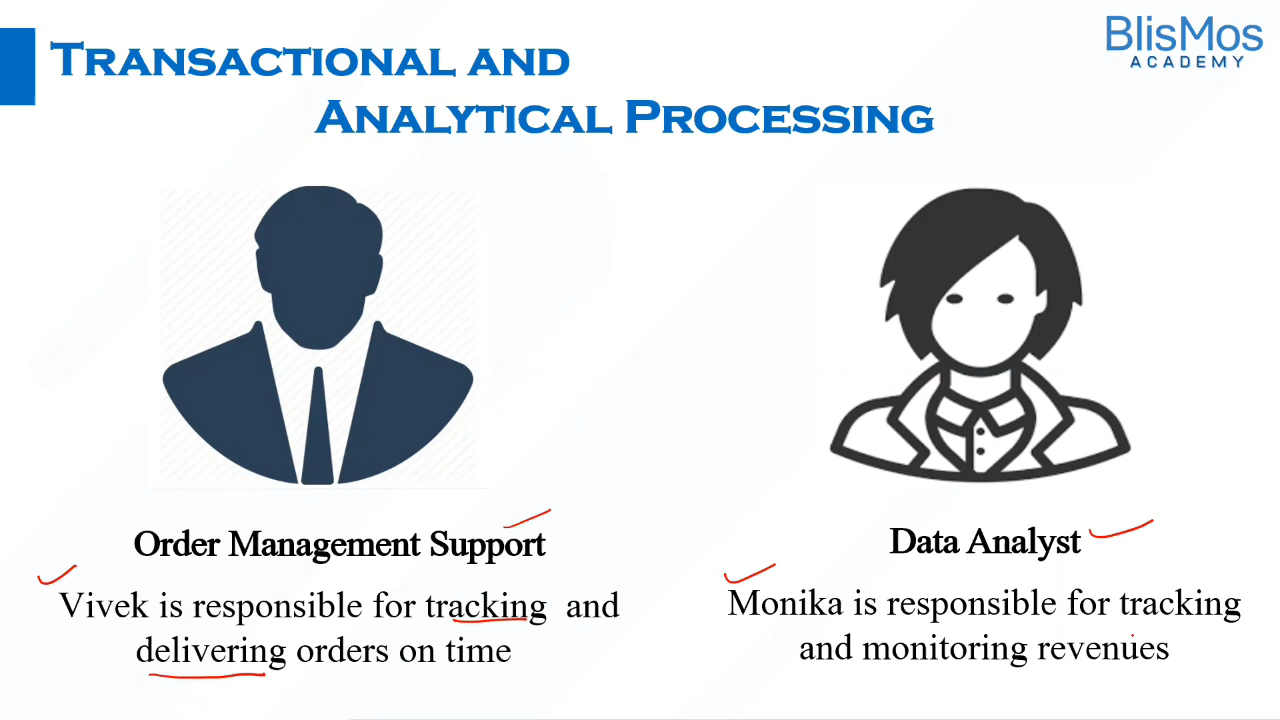 TRANSACTIONAL AND
ANALYTICAL PROCESSING
BlisMos
ACADEMY
Order Management Support
Vivek is responsible for tracking and
delivering orders on time
Data Analyst
Monika is responsible for tracking
and monitoring revenues